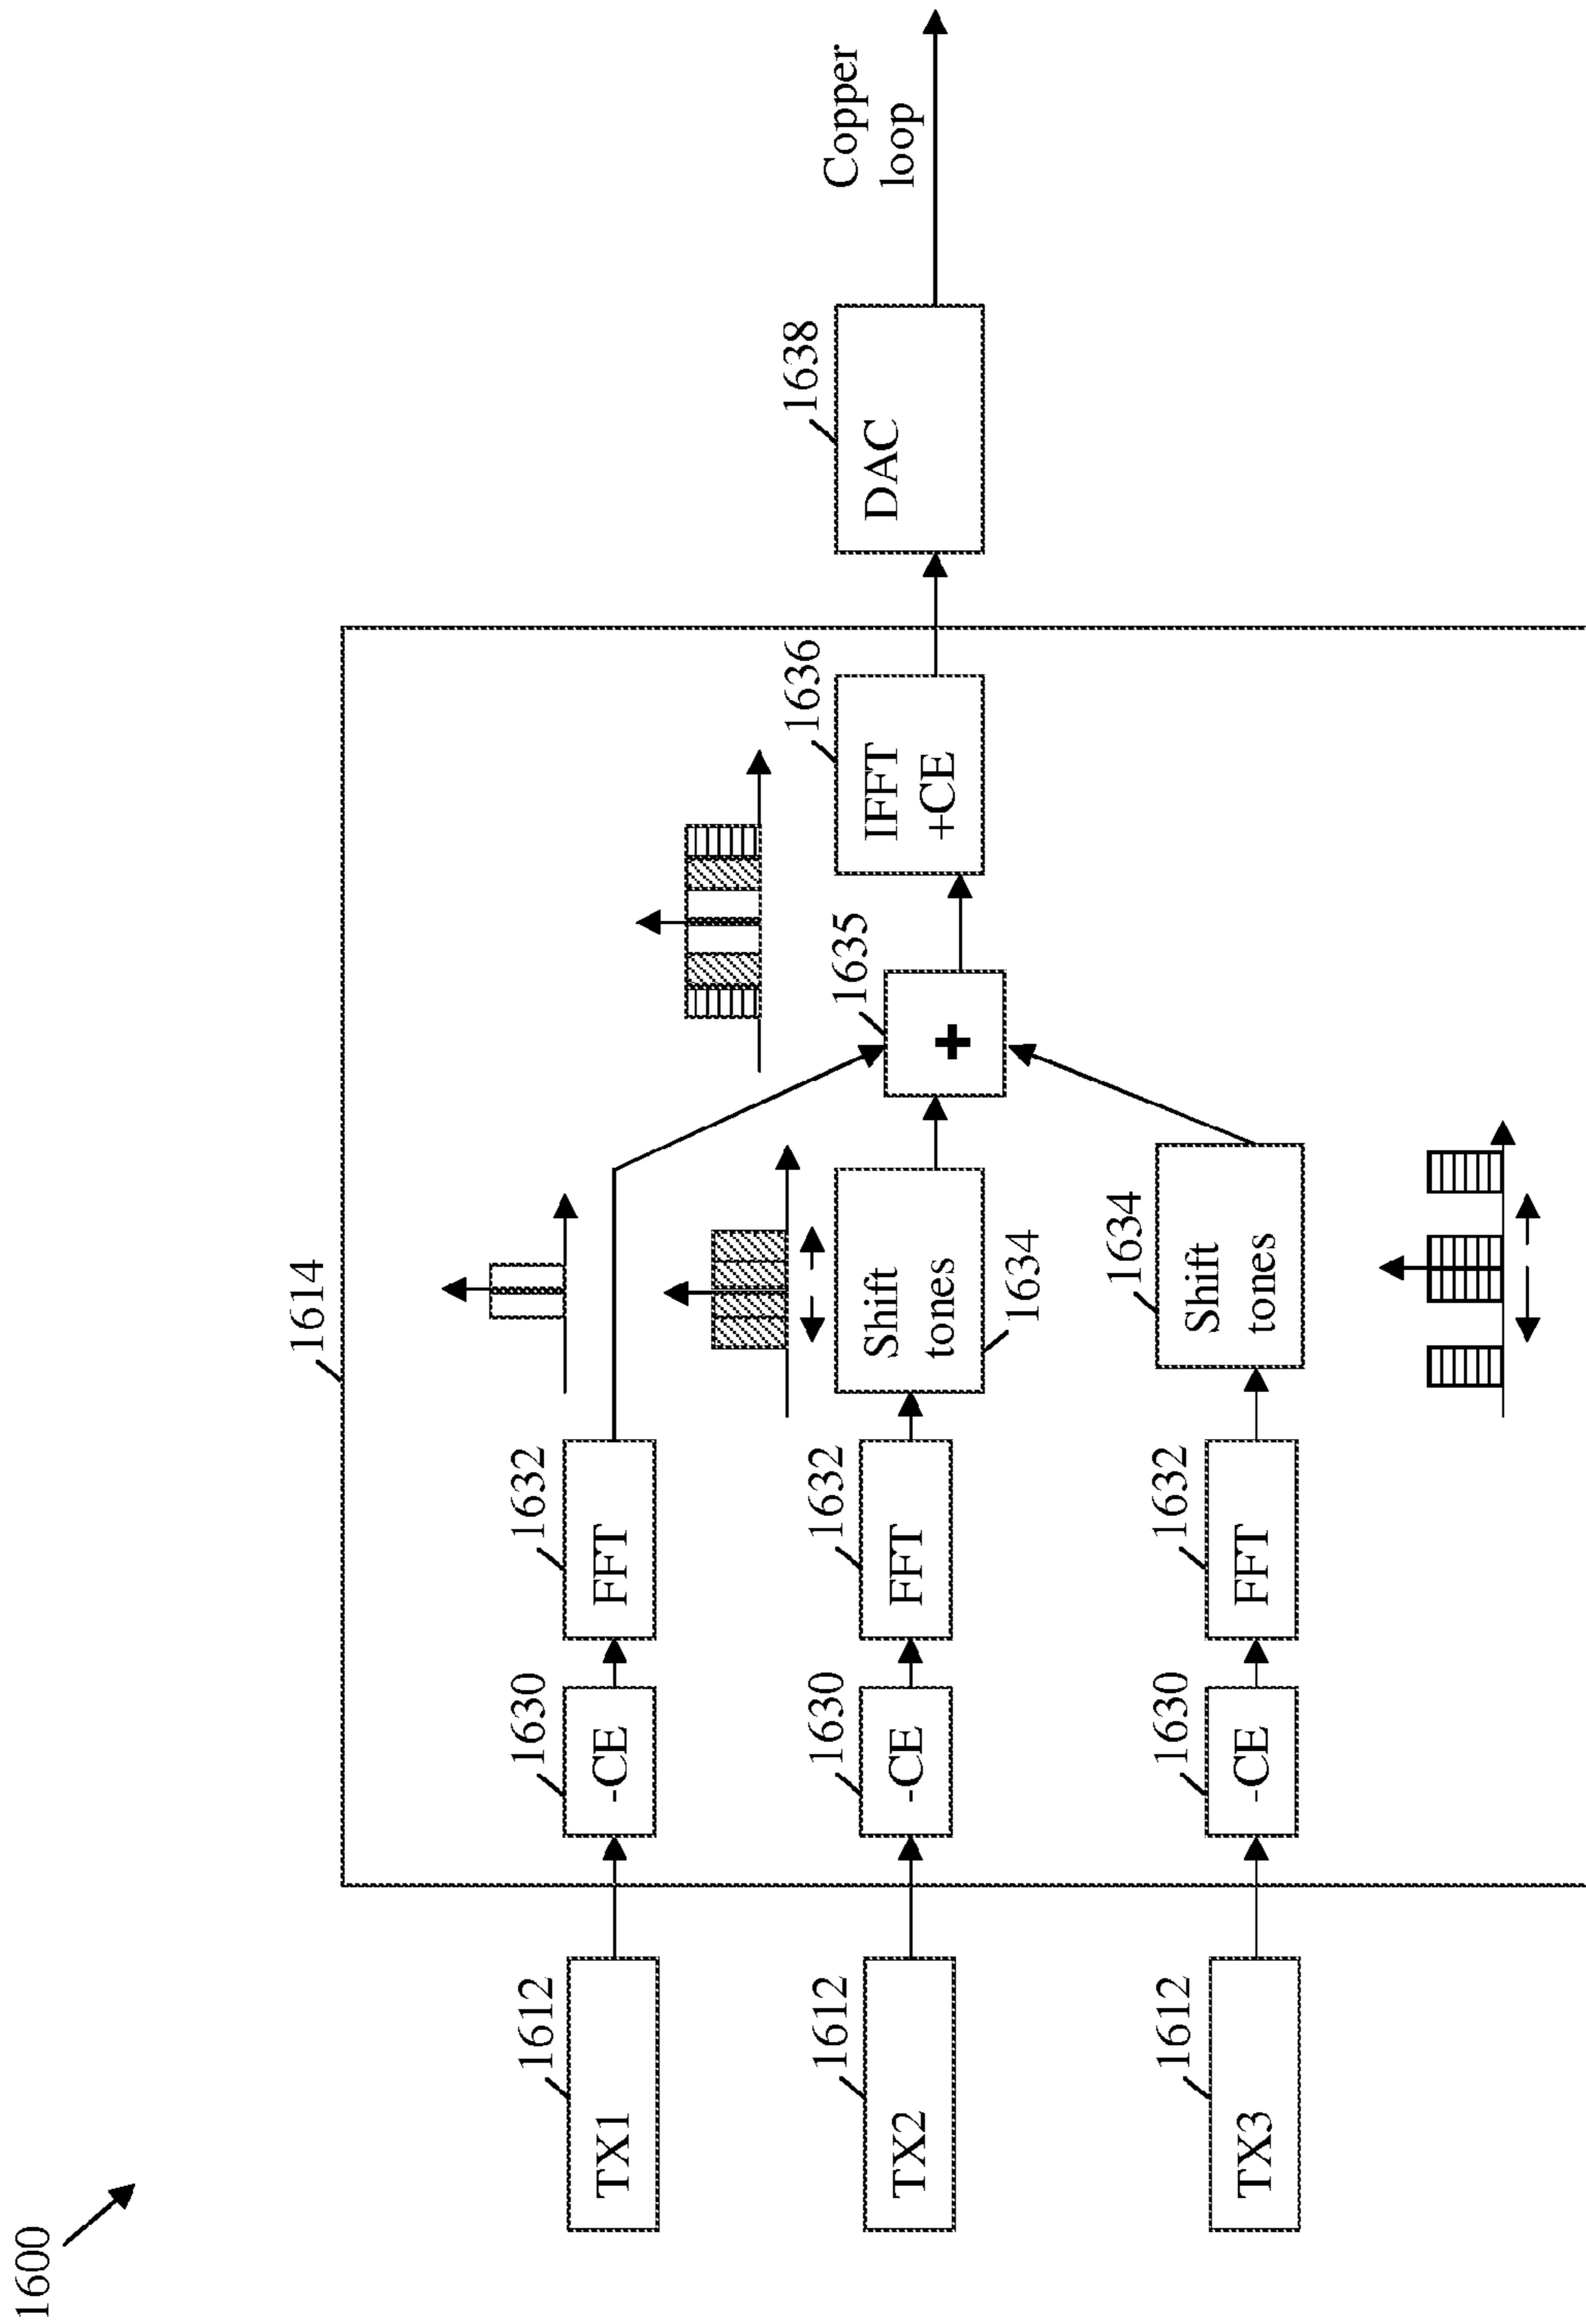 1600
1614
TX1
1612
-CE
1630
FFT
1632
TX2
1612
-CE
1630
FFT
1632
Shift
tones
1634
TX3
1612
-CE
1630
FFT
1632
Shift
tones
1634
+
1635
IFFT
+CE
1636
DAC
1638
Copper
loop